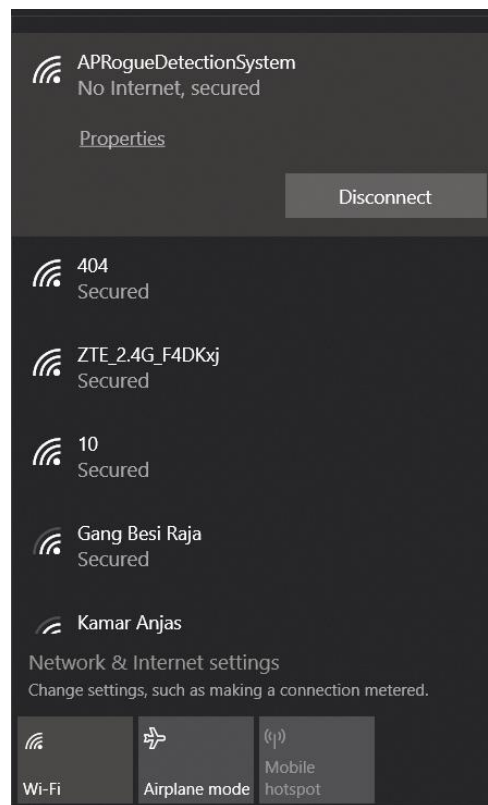 APRogueDetectionSystem
No Internet, secured
Properties
Disconnect
404
Secured
ZTE_2.4G_F4DKxj
Secured
10
Secured
Gang Besi Raja
Secured
Kamar Anjas
Network & Internet settings
Change settings, such as making a connection metered.
Wi-Fi
Airplane mode
Mobile
hotspot